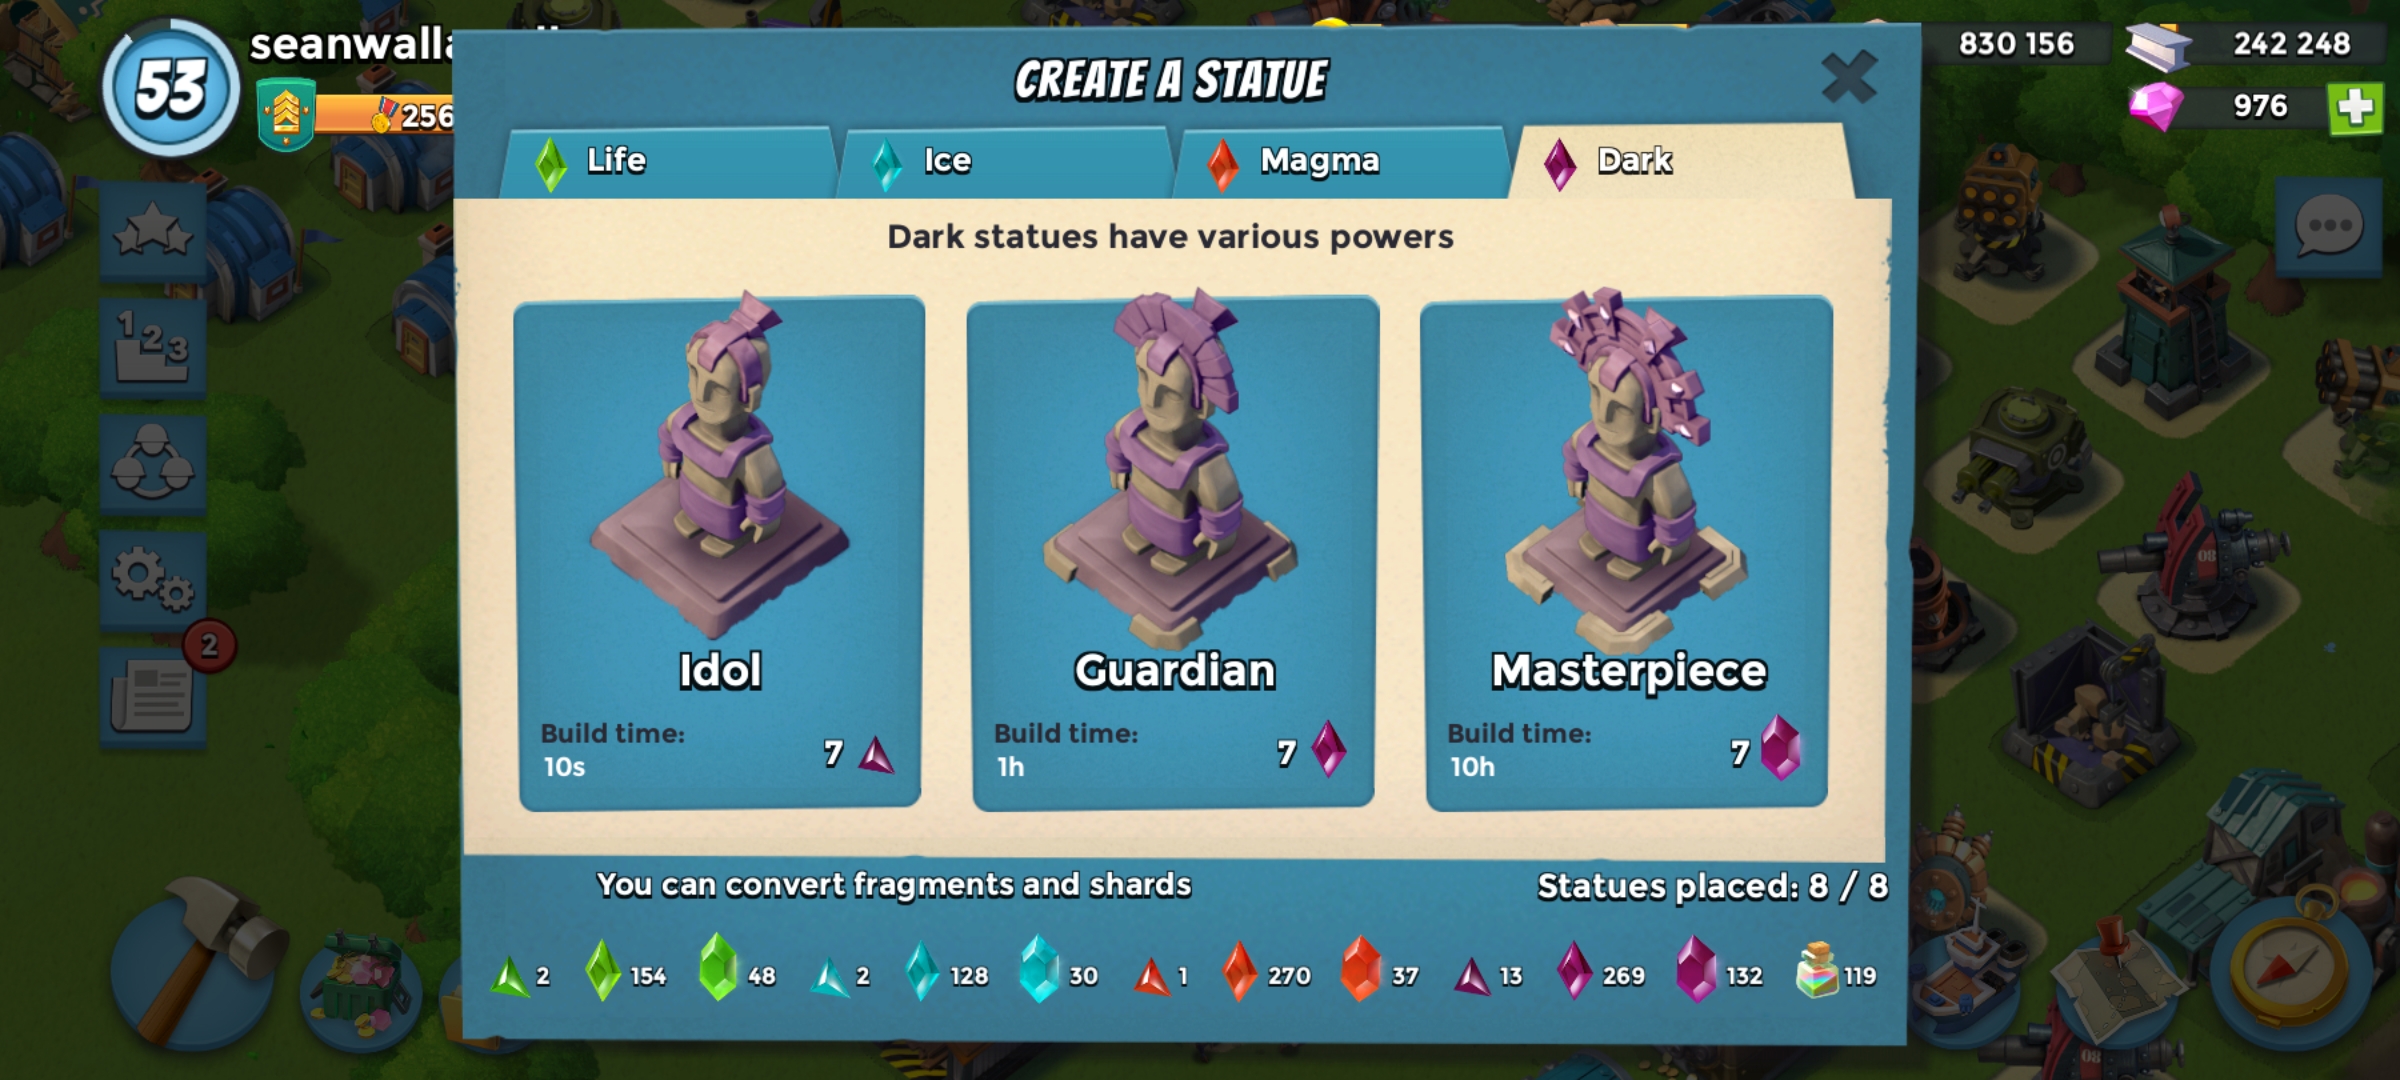 53
256
CREATE A STATUE
830 156
242 248
976
Life
Ice
Magma
Dark
Dark statues have various powers
1 2 3
2
Idol
Build time:
10s
7
Guardian
Build time:
1h
7
Masterpiece
Build time:
10h
7
08
You can convert fragments and shards
Statues placed: 8 / 8
2
154
48
2
128
30
1
270
37
13
269
132
119
08